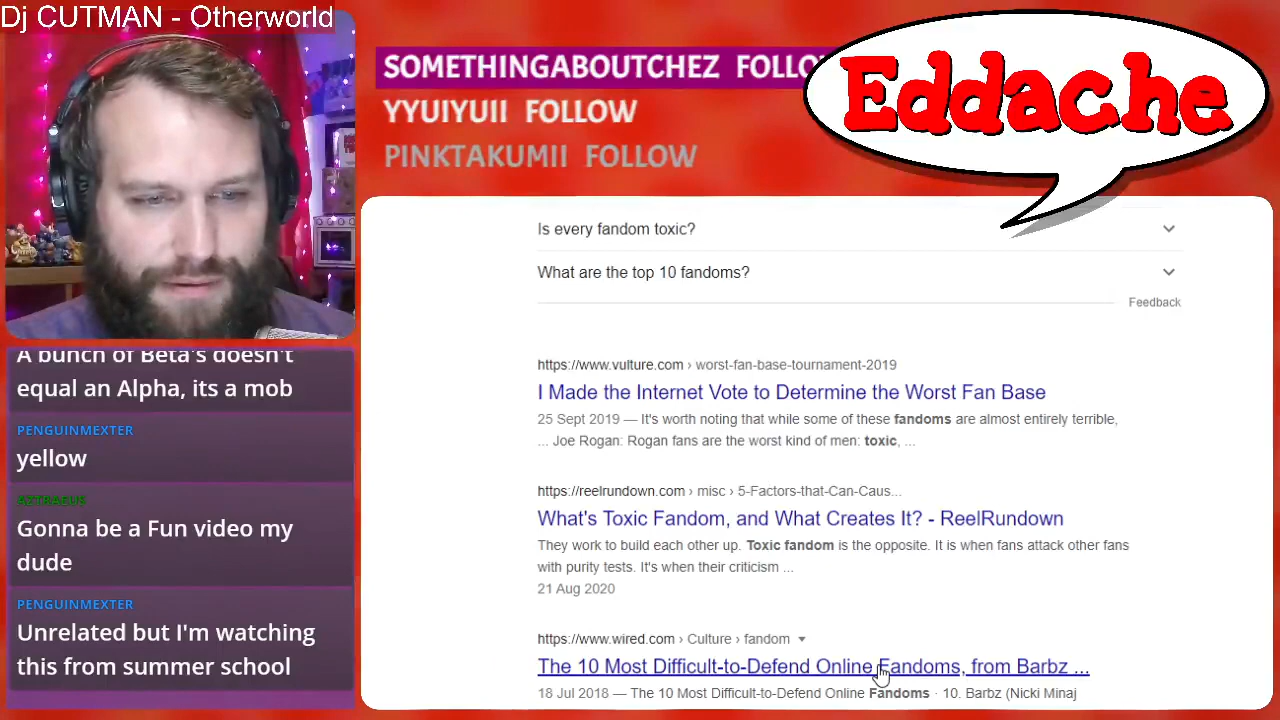 Dj CUTMAN - Otherworld
SOMETHINGABOUTCHEZ FOLLO
YYUIYUII FOLLOW
PINKTAKUMII FOLLOW
Eddache
Is every fandom toxic?
What are the top 10 fandoms?
Feedback
https://www.vulture.com › worst-fan-base-tournament-2019
I Made the Internet Vote to Determine the Worst Fan Base
25 Sept 2019 — It's worth noting that while some of these fandoms are almost entirely terrible,
... Joe Rogan: Rogan fans are the worst kind of men: toxic, ...
https://reelrundown.com › misc › 5-Factors-that-Can-Caus...
What's Toxic Fandom, and What Creates It? - ReelRundown
They work to build each other up. Toxic fandom is the opposite. It is when fans attack other fans
with purity tests. It's when their criticism ...
21 Aug 2020
https://www.wired.com › Culture › fandom
The 10 Most Difficult-to-Defend Online Fandoms, from Barbz ...
18 Jul 2018 — The 10 Most Difficult-to-Defend Online Fandoms · 10. Barbz (Nicki Minaj
A bunch of Beta's doesn't
equal an Alpha, its a mob
PENGUINMEXTER
yellow
AZTRAEUS
Gonna be a Fun video my
dude
PENGUINMEXTER
Unrelated but I'm watching
this from summer school